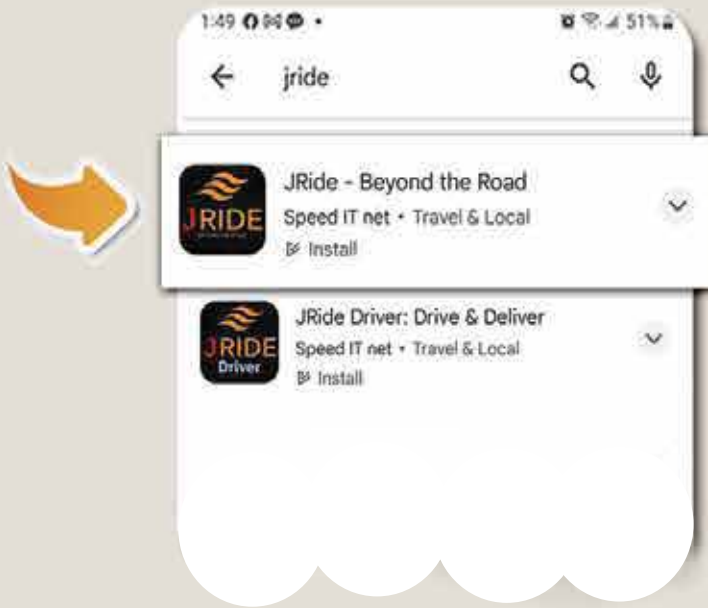 1:49
51%
jride
JRIDE
JRide - Beyond the Road
Speed IT net • Travel & Local
Install
JRIDE
Driver
JRide Driver: Drive & Deliver
Speed IT net • Travel & Local
Install